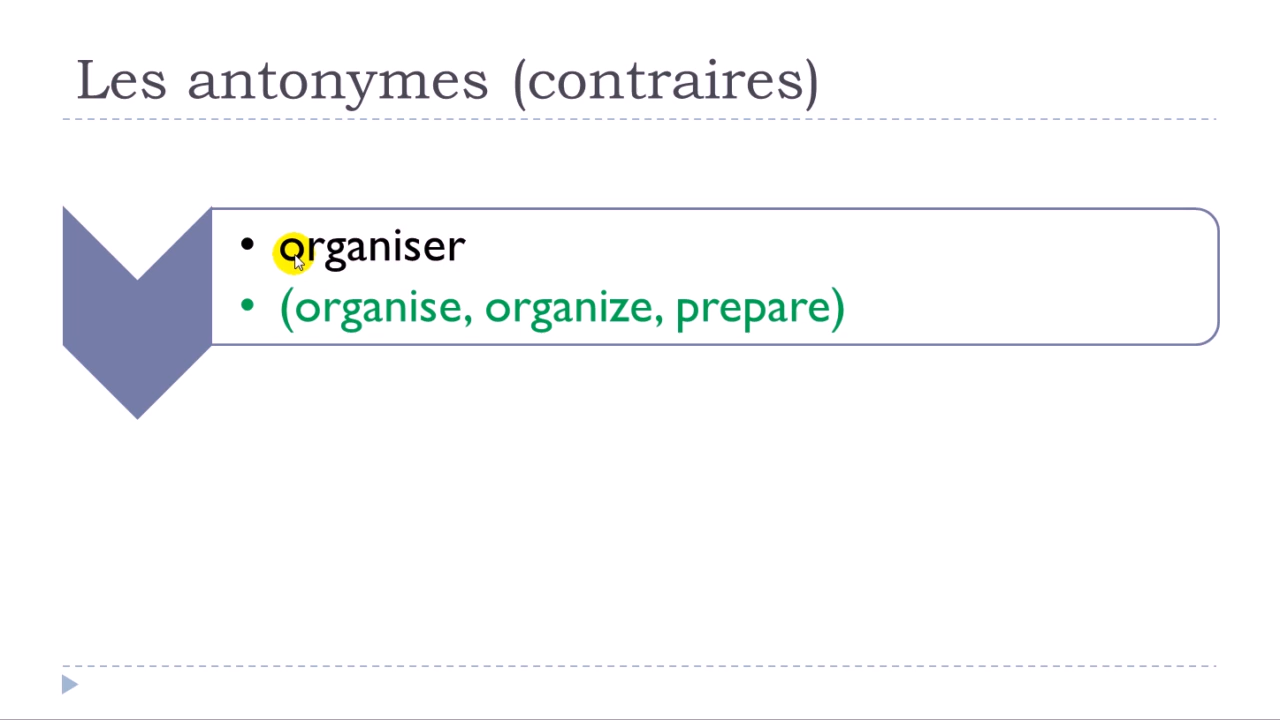 Les antonymes (contraires)
• organiser
• (organise, organize, prepare)